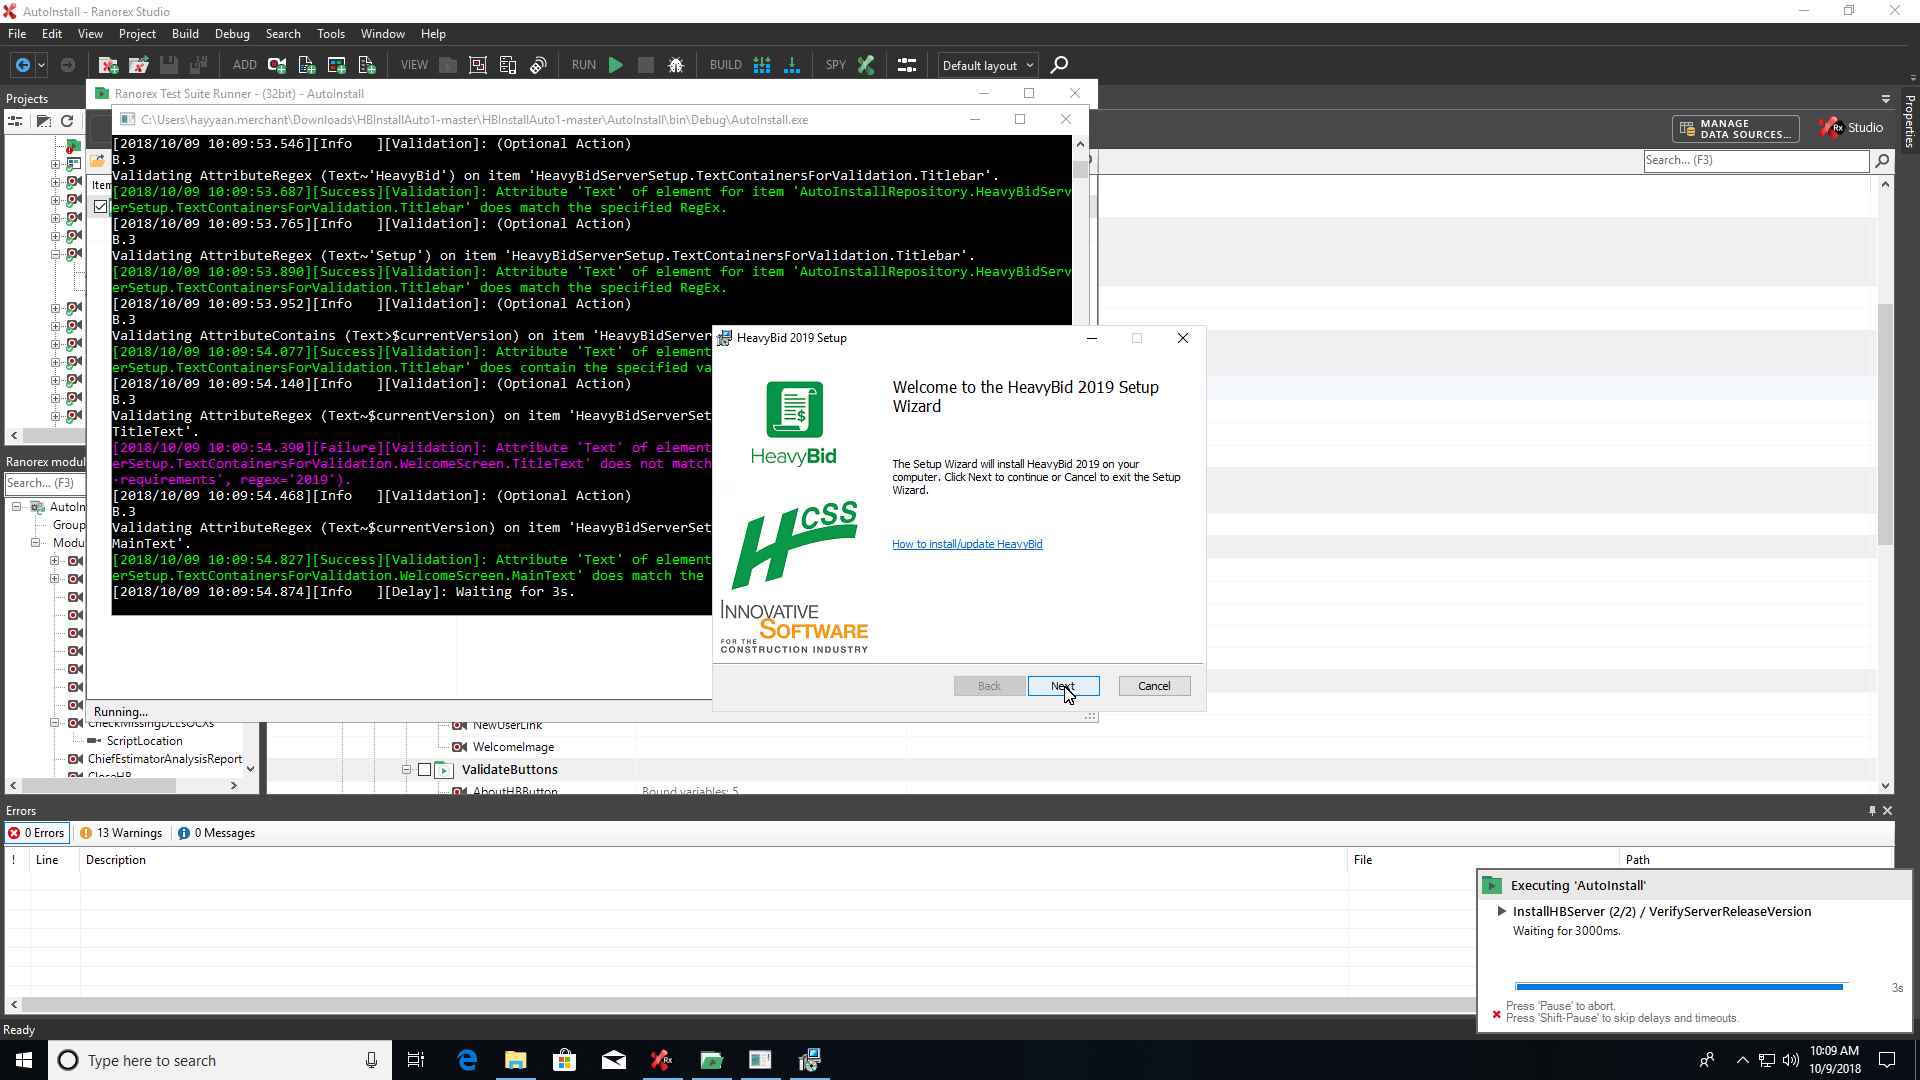 AutoInstall - Ranorex Studio
File Edit View Project Build Debug Search Tools Window Help
ADD VIEW RUN BUILD SPY Default layout
Projects
Ranorex Test Suite Runner - (32bit) - AutoInstall
C:\Users\hayyaan.merchant\Downloads\HBInstallAuto1-master\HBInstallAuto1-master\AutoInstall\bin\Debug\AutoInstall.exe
Properties
MANAGE
DATA SOURCES...
Rx Studio
Search... (F3)
Item
[2018/10/09 10:09:53.546][Info   ][Validation]: (Optional Action)
B.3
Validating AttributeRegex (Text~'HeavyBid') on item 'HeavyBidServerSetup.TextContainersForValidation.Titlebar'.
[2018/10/09 10:09:53.687][Success][Validation]: Attribute 'Text' of element for item 'AutoInstallRepository.HeavyBidServ
erSetup.TextContainersForValidation.Titlebar' does match the specified RegEx.
[2018/10/09 10:09:53.765][Info   ][Validation]: (Optional Action)
B.3
Validating AttributeRegex (Text~'Setup') on item 'HeavyBidServerSetup.TextContainersForValidation.Titlebar'.
[2018/10/09 10:09:53.890][Success][Validation]: Attribute 'Text' of element for item 'AutoInstallRepository.HeavyBidServ
erSetup.TextContainersForValidation.Titlebar' does match the specified RegEx.
[2018/10/09 10:09:53.952][Info   ][Validation]: (Optional Action)
B.3
Validating AttributeContains (Text>$currentVersion) on item 'HeavyBidServer
[2018/10/09 10:09:54.077][Success][Validation]: Attribute 'Text' of element
erSetup.TextContainersForValidation.Titlebar' does contain the specified va
[2018/10/09 10:09:54.140][Info   ][Validation]: (Optional Action)
B.3
Validating AttributeRegex (Text~$currentVersion) on item 'HeavyBidServerSet
TitleText'.
[2018/10/09 10:09:54.390][Failure][Validation]: Attribute 'Text' of element
erSetup.TextContainersForValidation.WelcomeScreen.TitleText' does not match
-requirements', regex='2019').
[2018/10/09 10:09:54.468][Info   ][Validation]: (Optional Action)
B.3
Validating AttributeRegex (Text~$currentVersion) on item 'HeavyBidServerSet
MainText'.
[2018/10/09 10:09:54.827][Success][Validation]: Attribute 'Text' of element
erSetup.TextContainersForValidation.WelcomeScreen.MainText' does match the
[2018/10/09 10:09:54.874][Info   ][Delay]: Waiting for 3s.
Running...
HeavyBid 2019 Setup
HeavyBid
HCSS
INNOVATIVE
SOFTWARE
FOR THE
CONSTRUCTION INDUSTRY
Welcome to the HeavyBid 2019 Setup
Wizard
The Setup Wizard will install HeavyBid 2019 on your
computer. Click Next to continue or Cancel to exit the Setup
Wizard.
How to install/update HeavyBid
Back Next Cancel
Ranorex modul
Search... (F3)
AutoIn
Group
Modu
CheckMissingDLLsOCXs
ScriptLocation
ChiefEstimatorAnalysisReport
CloseHB
NewUserLink
WelcomeImage
ValidateButtons
AboutHBButton Bound variables: 5
Errors
0 Errors 13 Warnings 0 Messages
! Line Description File Path
Executing 'AutoInstall'
InstallHBServer (2/2) / VerifyServerReleaseVersion
Waiting for 3000ms.
3s
Press 'Pause' to abort.
Press 'Shift-Pause' to skip delays and timeouts.
Ready
Type here to search
10:09 AM
10/9/2018